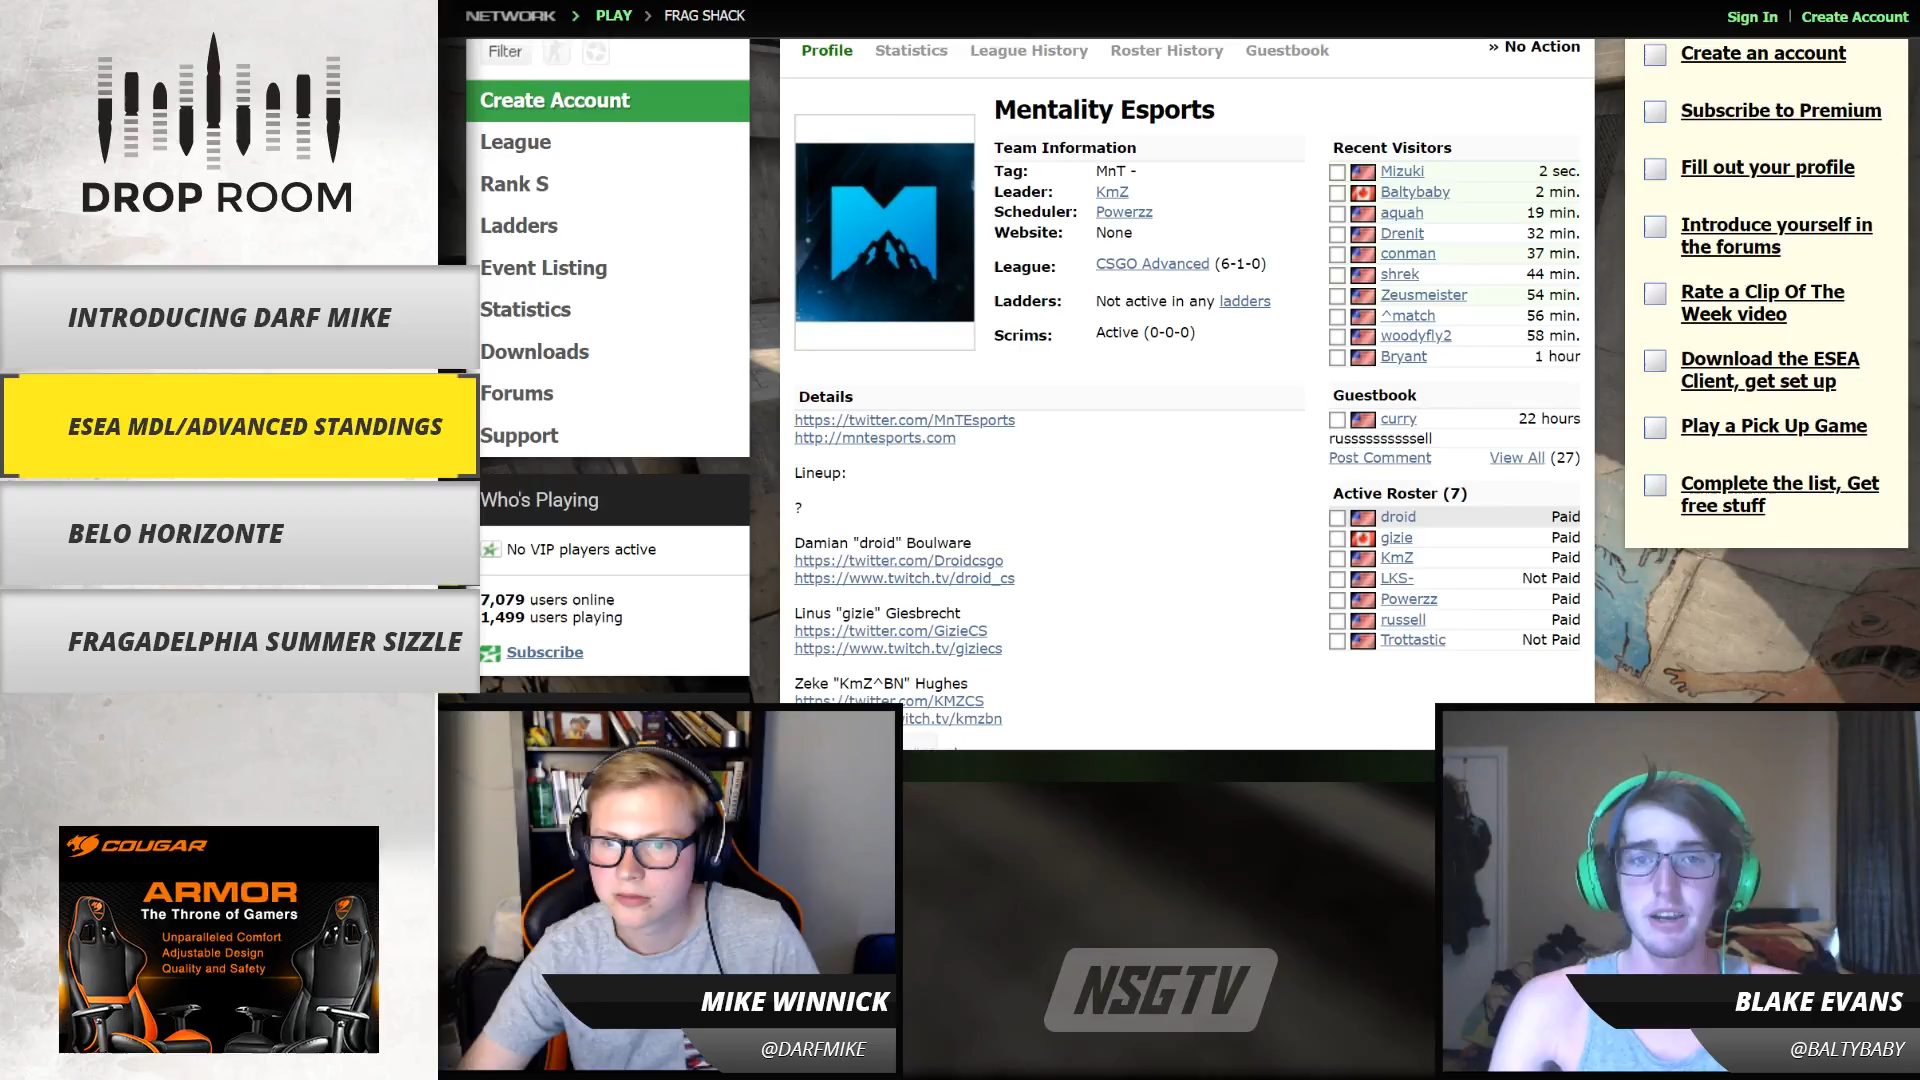 DROP ROOM
INTRODUCING DARF MIKE
ESEA MDL/ADVANCED STANDINGS
BELO HORIZONTE
FRAGADELPHIA SUMMER SIZZLE
COUGAR
ARMOR
The Throne of Gamers
Unparalleled Comfort
Adjustable Design
Quality and Safety
NETWORK > PLAY > FRAG SHACK
Sign In | Create Account
Filter
Create Account
League
Rank S
Ladders
Event Listing
Statistics
Downloads
Forums
Support
Who's Playing
No VIP players active
7,079 users online
1,499 users playing
Subscribe
Profile Statistics League History Roster History Guestbook
» No Action
Mentality Esports
Team Information
Tag: MnT -
Leader: KmZ
Scheduler: Powerzz
Website: None
League: CSGO Advanced (6-1-0)
Ladders: Not active in any ladders
Scrims: Active (0-0-0)
Details
https://twitter.com/MnTEsports
http://mntesports.com
Lineup:
?
Damian "droid" Boulware
https://twitter.com/Droidcsgo
https://www.twitch.tv/droid_cs
Linus "gizie" Giesbrecht
https://twitter.com/GizieCS
https://www.twitch.tv/giziecs
Zeke "KmZ^BN" Hughes
https://twitter.com/KMZCS
itch.tv/kmzbn
Recent Visitors
Mizuki 2 sec.
Baltybaby 2 min.
aquah 19 min.
Drenit 32 min.
conman 37 min.
shrek 44 min.
Zeusmeister 54 min.
^match 56 min.
woodyfly2 58 min.
Bryant 1 hour
Guestbook
curry 22 hours
russsssssssssell
Post Comment View All (27)
Active Roster (7)
droid Paid
gizie Paid
KmZ Paid
LKS- Not Paid
Powerzz Paid
russell Paid
Trottastic Not Paid
Create an account
Subscribe to Premium
Fill out your profile
Introduce yourself in
the forums
Rate a Clip Of The
Week video
Download the ESEA
Client, get set up
Play a Pick Up Game
Complete the list, Get
free stuff
MIKE WINNICK
@DARFMIKE
NSGTV
BLAKE EVANS
@BALTYBABY